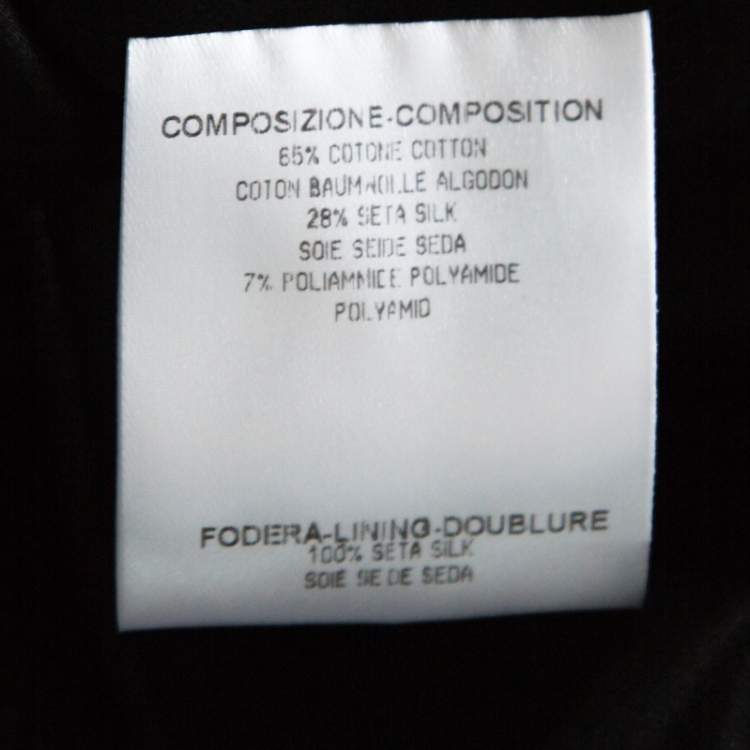 COMPOSIZIONE-COMPOSITION
65% COTONE COTTON
COTON BAUMWOLLE ALGODON
28% SETA SILK
SOIE SEIDE SEDA
7% POLIAMMICE POLYAMIDE
POLYAMID
FODERA-LINING-DOUBLURE
100% SETA SILK
SOIE SEIDE SEDA